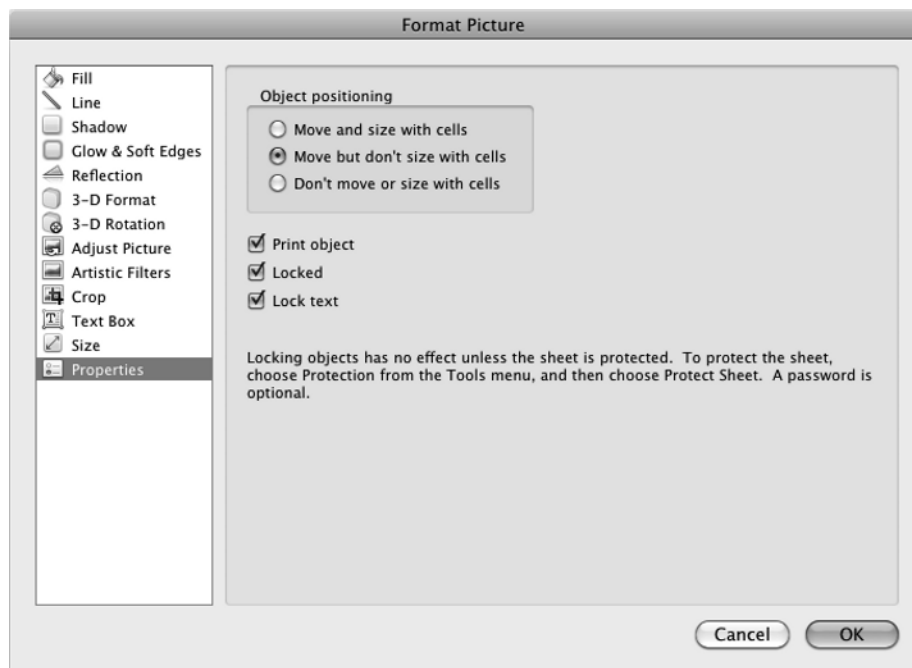 Format Picture
Fill
Line
Shadow
Glow & Soft Edges
Reflection
3-D Format
3-D Rotation
Adjust Picture
Artistic Filters
Crop
Text Box
Size
Properties
Object positioning
Move and size with cells
Move but don't size with cells
Don't move or size with cells
Print object
Locked
Lock text
Locking objects has no effect unless the sheet is protected. To protect the sheet,
choose Protection from the Tools menu, and then choose Protect Sheet. A password is
optional.
Cancel
OK